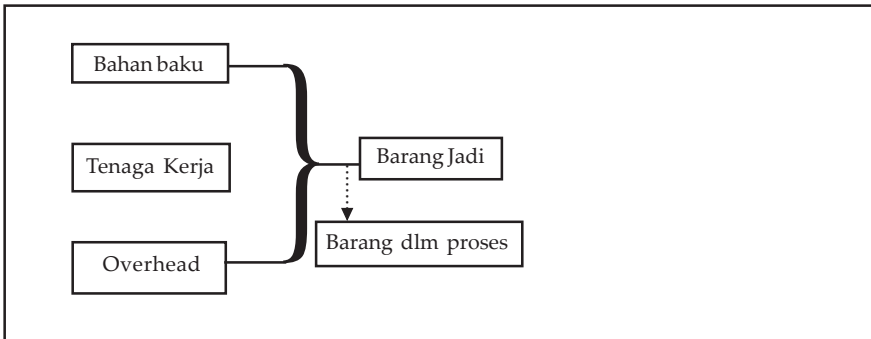 Bahan baku
Tenaga Kerja
Overhead
Barang Jadi
Barang dlm proses